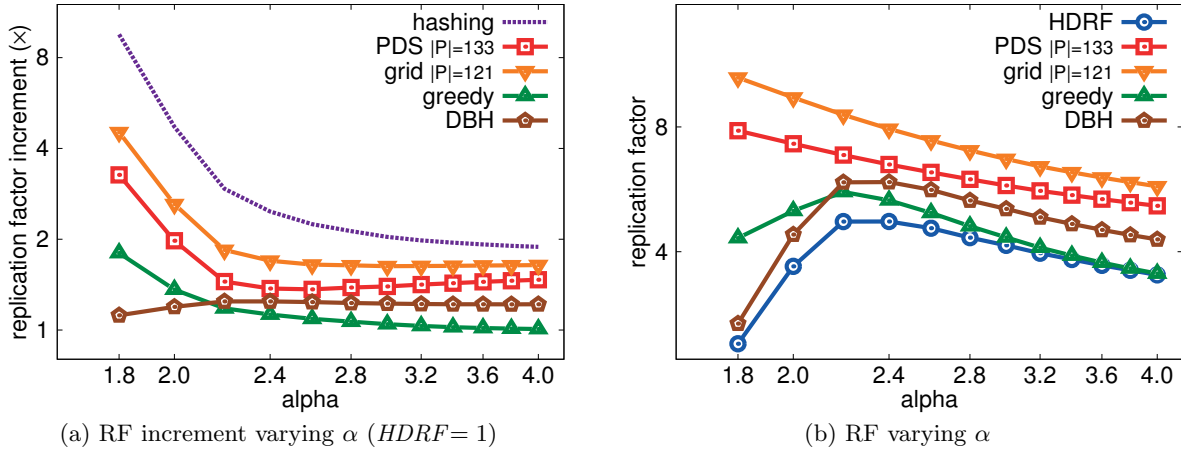 replication factor increment (×)
8
4
2
1
hashing
PDS |P|=133
grid |P|=121
greedy
DBH
1.8 2.0 2.4 2.8 3.2 3.6 4.0
alpha
(a) RF increment varying α (HDRF= 1)
replication factor
8
4
HDRF
PDS |P|=133
grid |P|=121
greedy
DBH
1.8 2.0 2.4 2.8 3.2 3.6 4.0
alpha
(b) RF varying α